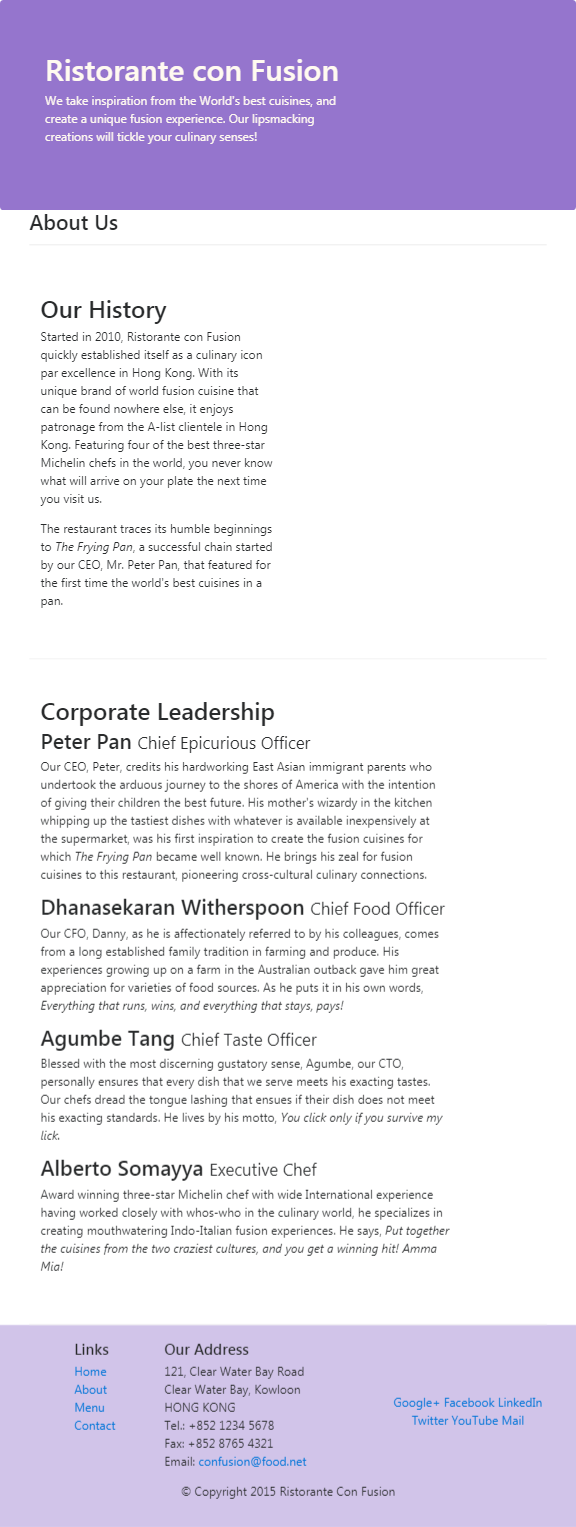 Ristorante con Fusion
We take inspiration from the World's best cuisines, and
create a unique fusion experience. Our lipsmacking
creations will tickle your culinary senses!
About Us
Our History
Started in 2010, Ristorante con Fusion
quickly established itself as a culinary icon
par excellence in Hong Kong. With its
unique brand of world fusion cuisine that
can be found nowhere else, it enjoys
patronage from the A-list clientele in Hong
Kong. Featuring four of the best three-star
Michelin chefs in the world, you never know
what will arrive on your plate the next time
you visit us.
The restaurant traces its humble beginnings
to The Frying Pan, a successful chain started
by our CEO, Mr. Peter Pan, that featured for
the first time the world's best cuisines in a
pan.
Corporate Leadership
Peter Pan Chief Epicurious Officer
Our CEO, Peter, credits his hardworking East Asian immigrant parents who
undertook the arduous journey to the shores of America with the intention
of giving their children the best future. His mother's wizardy in the kitchen
whipping up the tastiest dishes with whatever is available inexpensively at
the supermarket, was his first inspiration to create the fusion cuisines for
which The Frying Pan became well known. He brings his zeal for fusion
cuisines to this restaurant, pioneering cross-cultural culinary connections.
Dhanasekaran Witherspoon Chief Food Officer
Our CFO, Danny, as he is affectionately referred to by his colleagues, comes
from a long established family tradition in farming and produce. His
experiences growing up on a farm in the Australian outback gave him great
appreciation for varieties of food sources. As he puts it in his own words,
Everything that runs, wins, and everything that stays, pays!
Agumbe Tang Chief Taste Officer
Blessed with the most discerning gustatory sense, Agumbe, our CTO,
personally ensures that every dish that we serve meets his exacting tastes.
Our chefs dread the tongue lashing that ensues if their dish does not meet
his exacting standards. He lives by his motto, You click only if you survive my
lick.
Alberto Somayya Executive Chef
Award winning three-star Michelin chef with wide International experience
having worked closely with whos-who in the culinary world, he specializes in
creating mouthwatering Indo-Italian fusion experiences. He says, Put together
the cuisines from the two craziest cultures, and you get a winning hit! Amma
Mia!
Links
Home
About
Menu
Contact
Our Address
121, Clear Water Bay Road
Clear Water Bay, Kowloon
HONG KONG
Tel.: +852 1234 5678
Fax: +852 8765 4321
Email: confusion@food.net
Google+ Facebook LinkedIn
Twitter YouTube Mail
© Copyright 2015 Ristorante Con Fusion